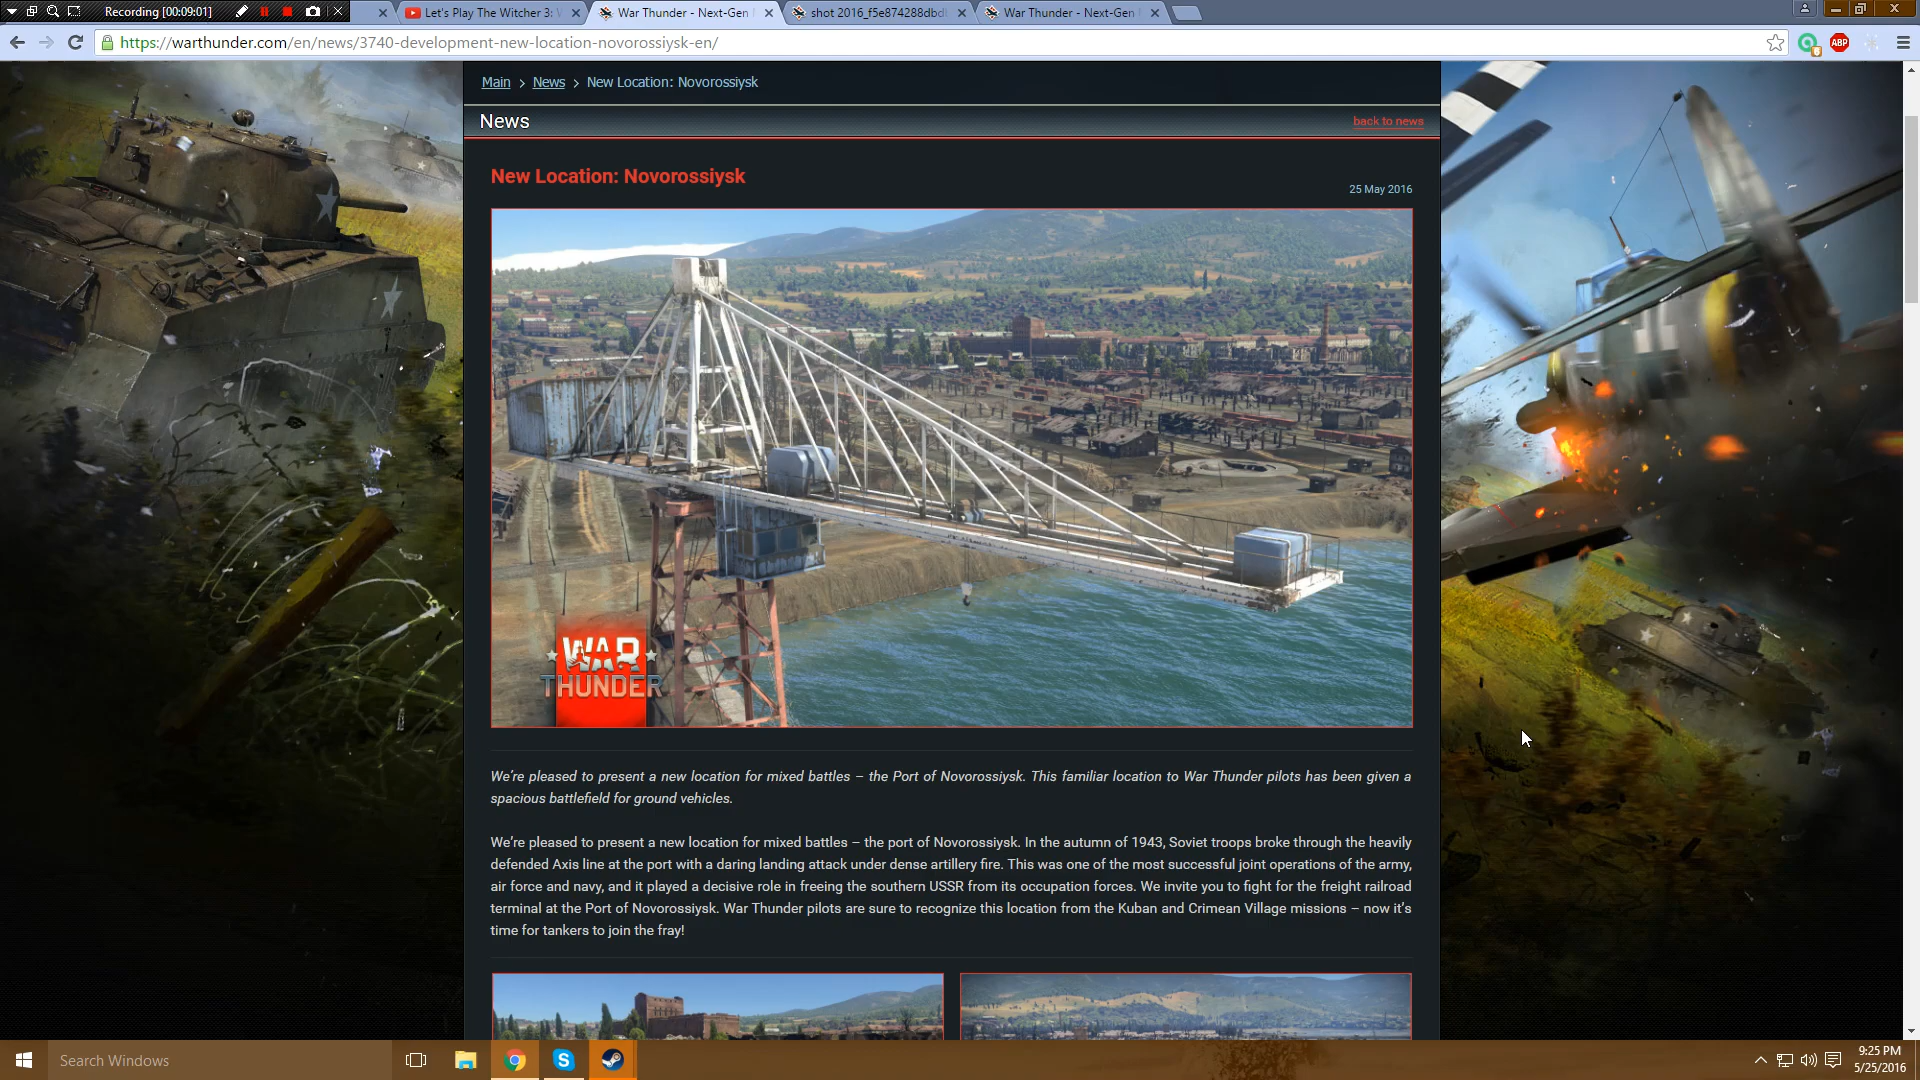 Recording [00:09:01]
Let's Play The Witcher 3: W
War Thunder - Next-Gen
shot 2016_f5e874288dbd
War Thunder - Next-Gen
https://warthunder.com/en/news/3740-development-new-location-novorossiysk-en/
ABP
Main > News > New Location: Novorossiysk
News
back to news
New Location: Novorossiysk
25 May 2016
WAR
THUNDER
We're pleased to present a new location for mixed battles – the Port of Novorossiysk. This familiar location to War Thunder pilots has been given a
spacious battlefield for ground vehicles.
We're pleased to present a new location for mixed battles – the port of Novorossiysk. In the autumn of 1943, Soviet troops broke through the heavily
defended Axis line at the port with a daring landing attack under dense artillery fire. This was one of the most successful joint operations of the army,
air force and navy, and it played a decisive role in freeing the southern USSR from its occupation forces. We invite you to fight for the freight railroad
terminal at the Port of Novorossiysk. War Thunder pilots are sure to recognize this location from the Kuban and Crimean Village missions – now it's
time for tankers to join the fray!
Search Windows
9:25 PM
5/25/2016